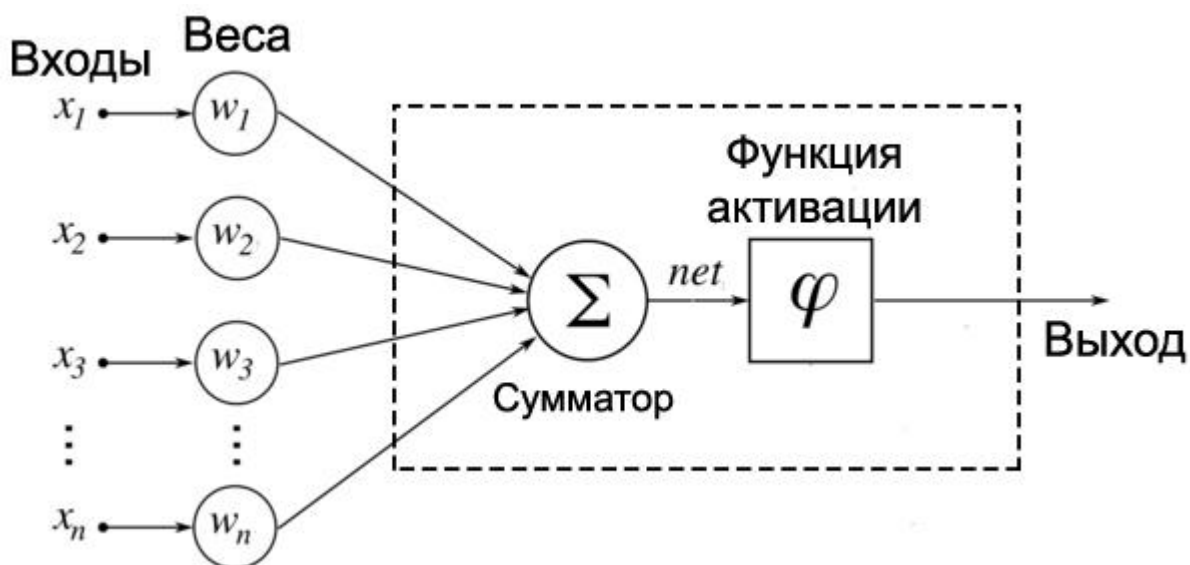 Веса
Входы
x₁ w₁
Функция
активации
x₂ w₂
Σ net φ
Выход
x₃ w₃
Сумматор
⋮ ⋮
xₙ wₙ